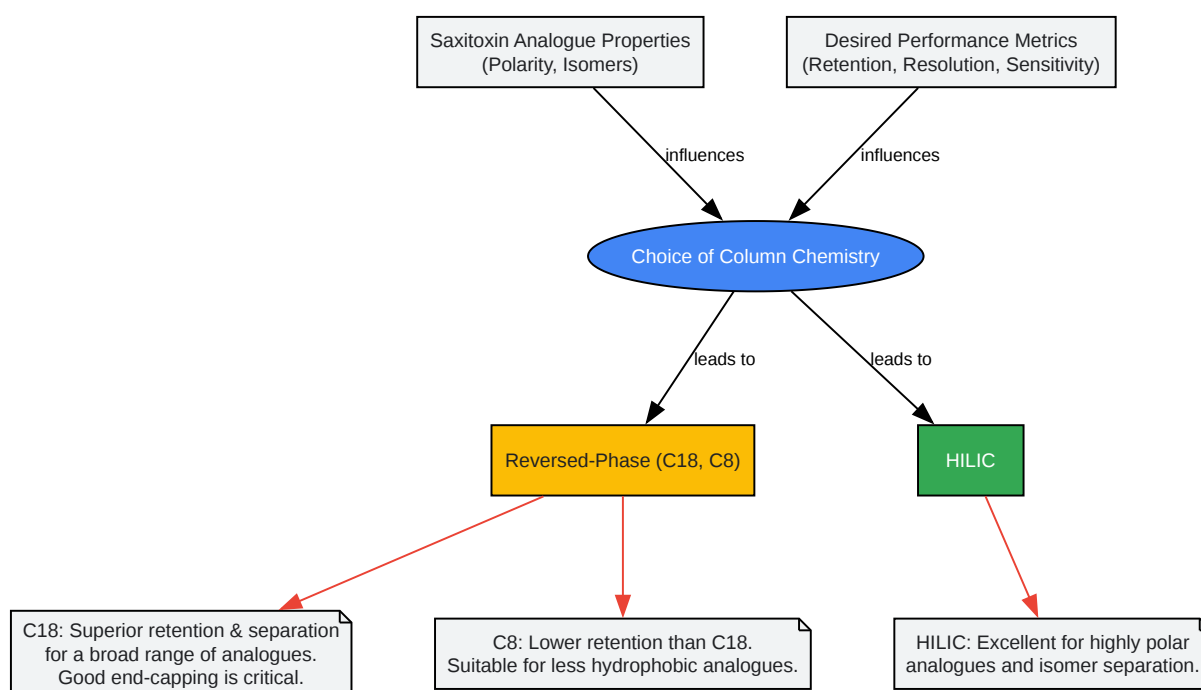 Saxitoxin Analogue Properties
(Polarity, Isomers)
Desired Performance Metrics
(Retention, Resolution, Sensitivity)
influences
influences
Choice of Column Chemistry
leads to
leads to
Reversed-Phase (C18, C8)
HILIC
C18: Superior retention & separation
for a broad range of analogues.
Good end-capping is critical.
C8: Lower retention than C18.
Suitable for less hydrophobic analogues.
HILIC: Excellent for highly polar
analogues and isomer separation.